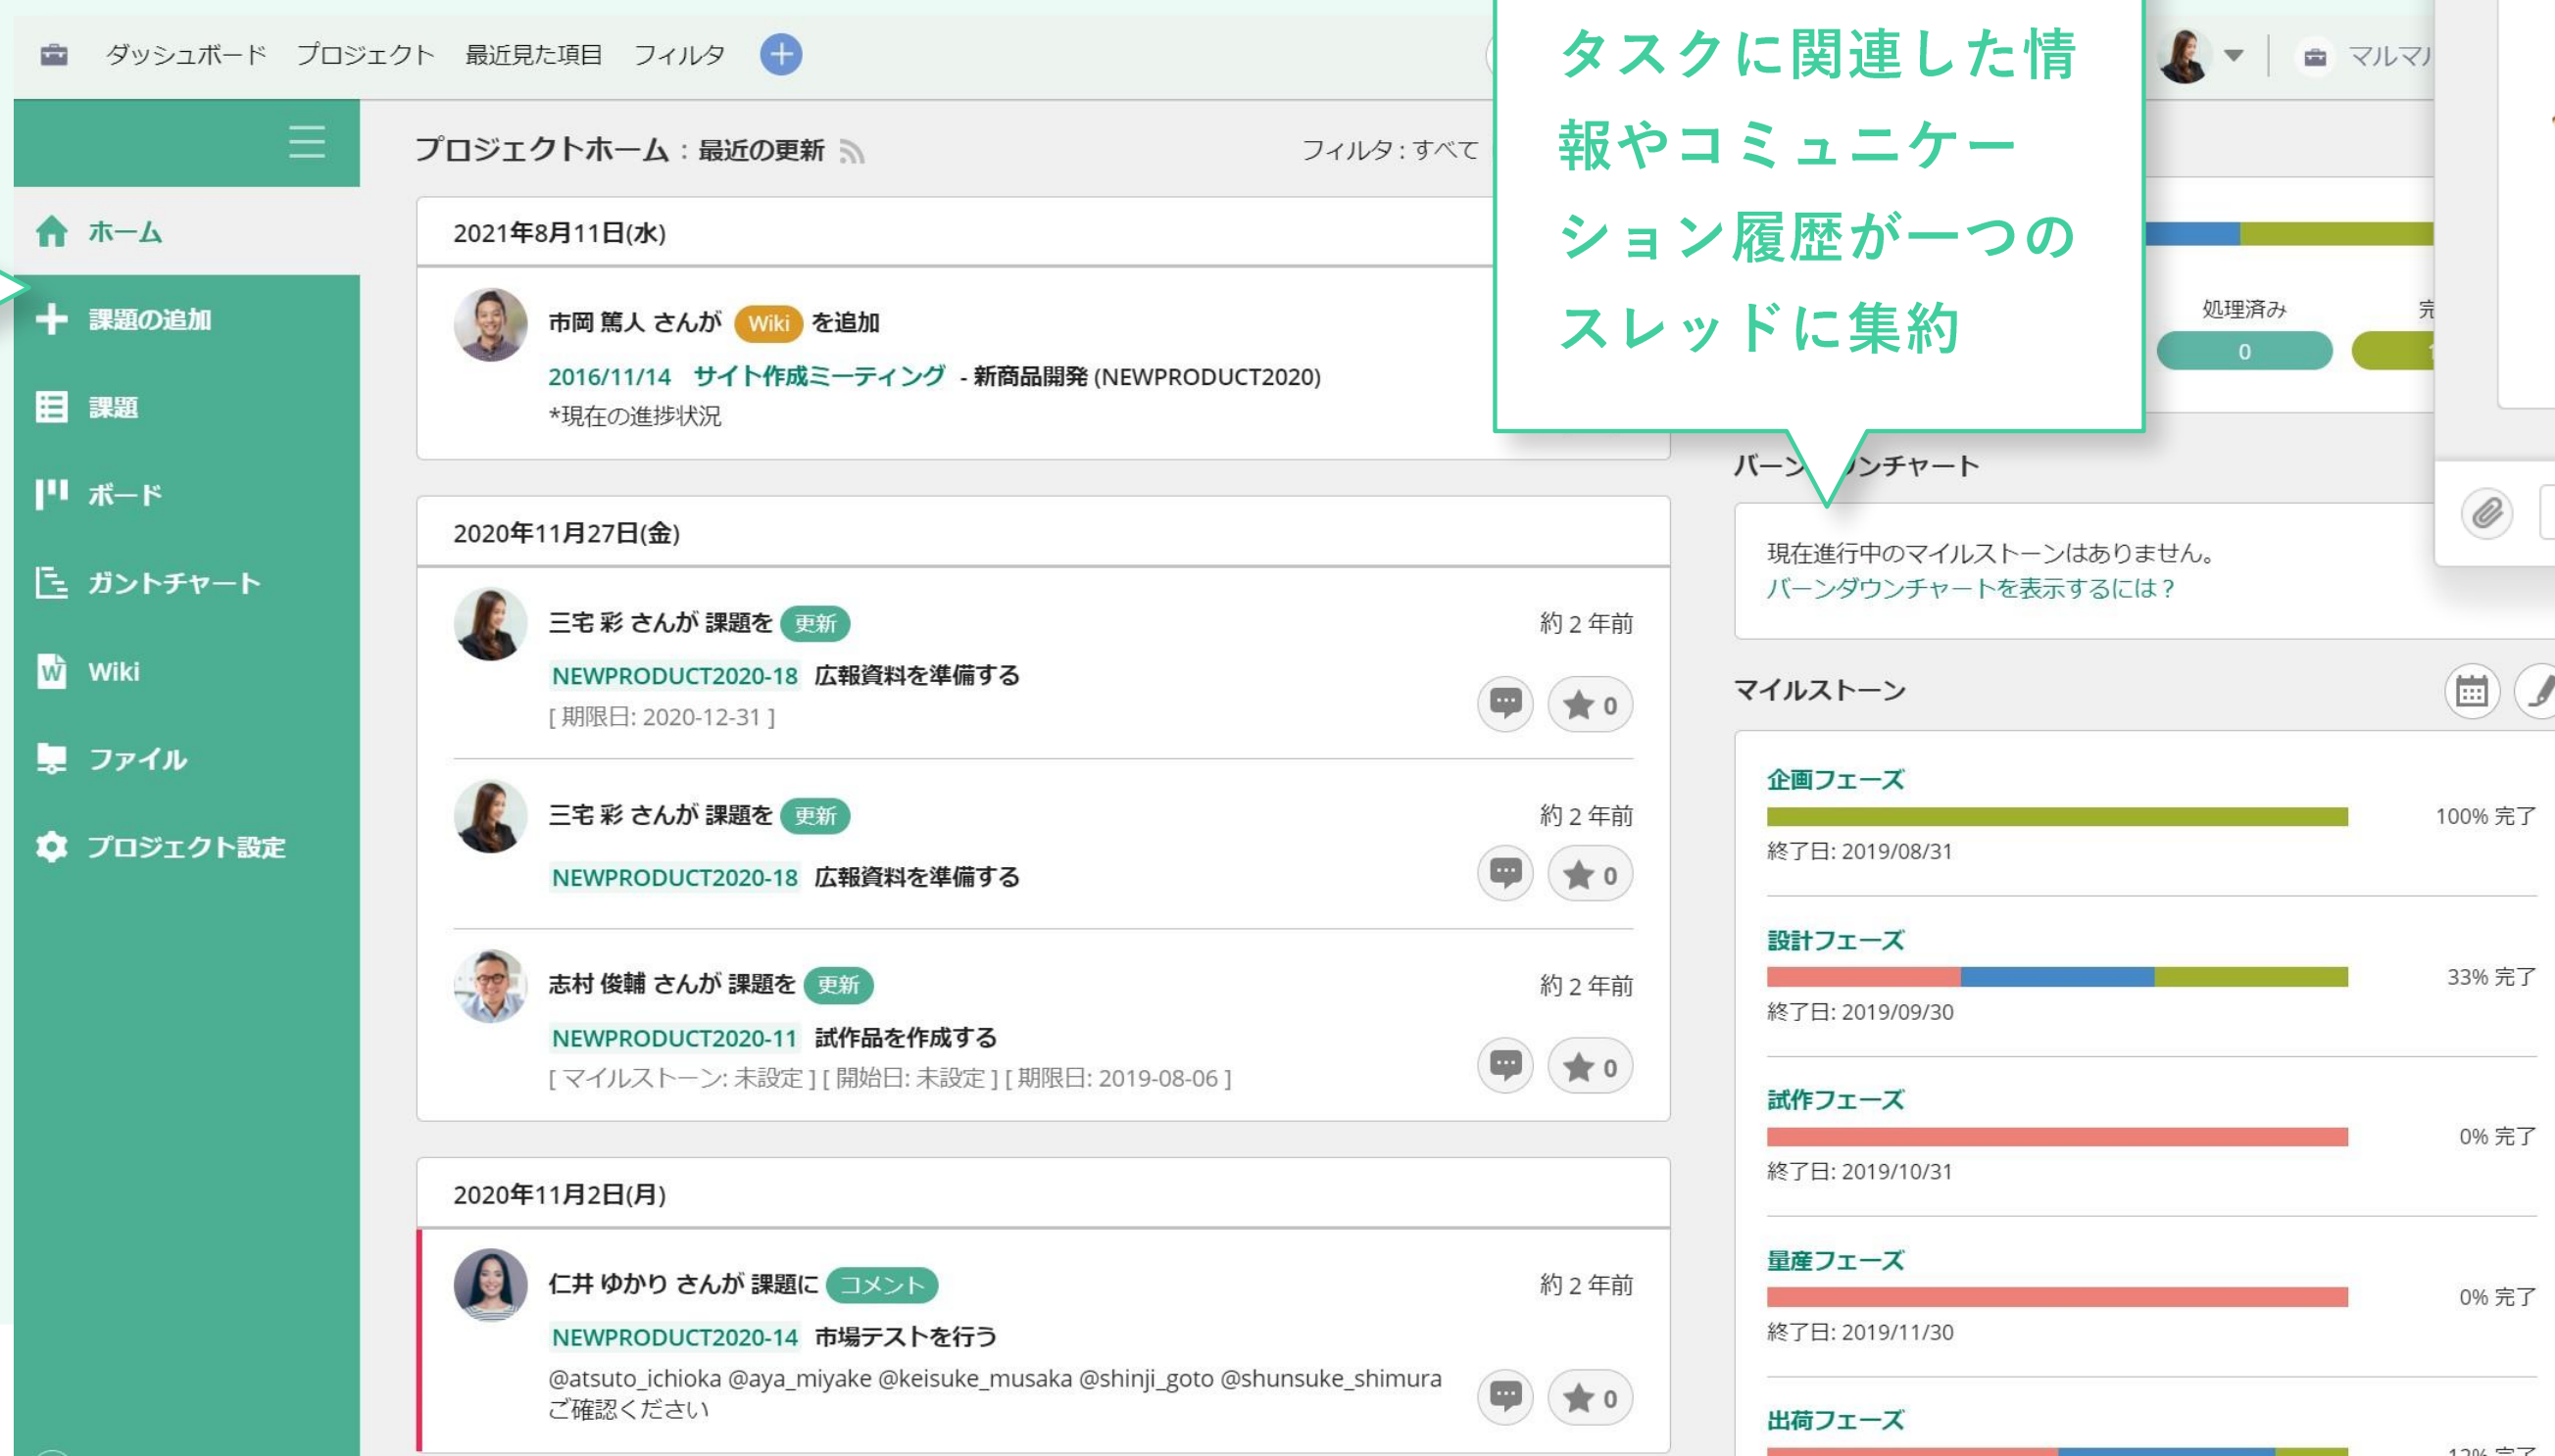 ダッシュボード プロジェクト 最近見た項目 フィルタ
タスクに関連した情
報やコミュニケー
ション履歴が一つの
スレッドに集約
ホーム
課題の追加
課題
ボード
ガントチャート
Wiki
ファイル
プロジェクト設定
プロジェクトホーム : 最近の更新
フィルタ : すべて
2021年8月11日(水)
市岡 篤人 さんが Wiki を追加
2016/11/14 サイト作成ミーティング - 新商品開発 (NEWPRODUCT2020)
*現在の進捗状況
2020年11月27日(金)
三宅 彩 さんが 課題を 更新 約 2 年前
NEWPRODUCT2020-18 広報資料を準備する
[ 期限日: 2020-12-31 ]
0
三宅 彩 さんが 課題を 更新 約 2 年前
NEWPRODUCT2020-18 広報資料を準備する
0
志村 俊輔 さんが 課題を 更新 約 2 年前
NEWPRODUCT2020-11 試作品を作成する
[ マイルストーン: 未設定 ] [ 開始日: 未設定 ] [ 期限日: 2019-08-06 ]
0
2020年11月2日(月)
仁井 ゆかり さんが 課題に コメント 約 2 年前
NEWPRODUCT2020-14 市場テストを行う
@atsuto_ichioka @aya_miyake @keisuke_musaka @shinji_goto @shunsuke_shimura
ご確認ください
0
マルマ
処理済み 完
0
バーン ンチャート
現在進行中のマイルストーンはありません。
バーンダウンチャートを表示するには？
マイルストーン
企画フェーズ
100% 完了
終了日: 2019/08/31
設計フェーズ
33% 完了
終了日: 2019/09/30
試作フェーズ
0% 完了
終了日: 2019/10/31
量産フェーズ
0% 完了
終了日: 2019/11/30
出荷フェーズ
12% 完了